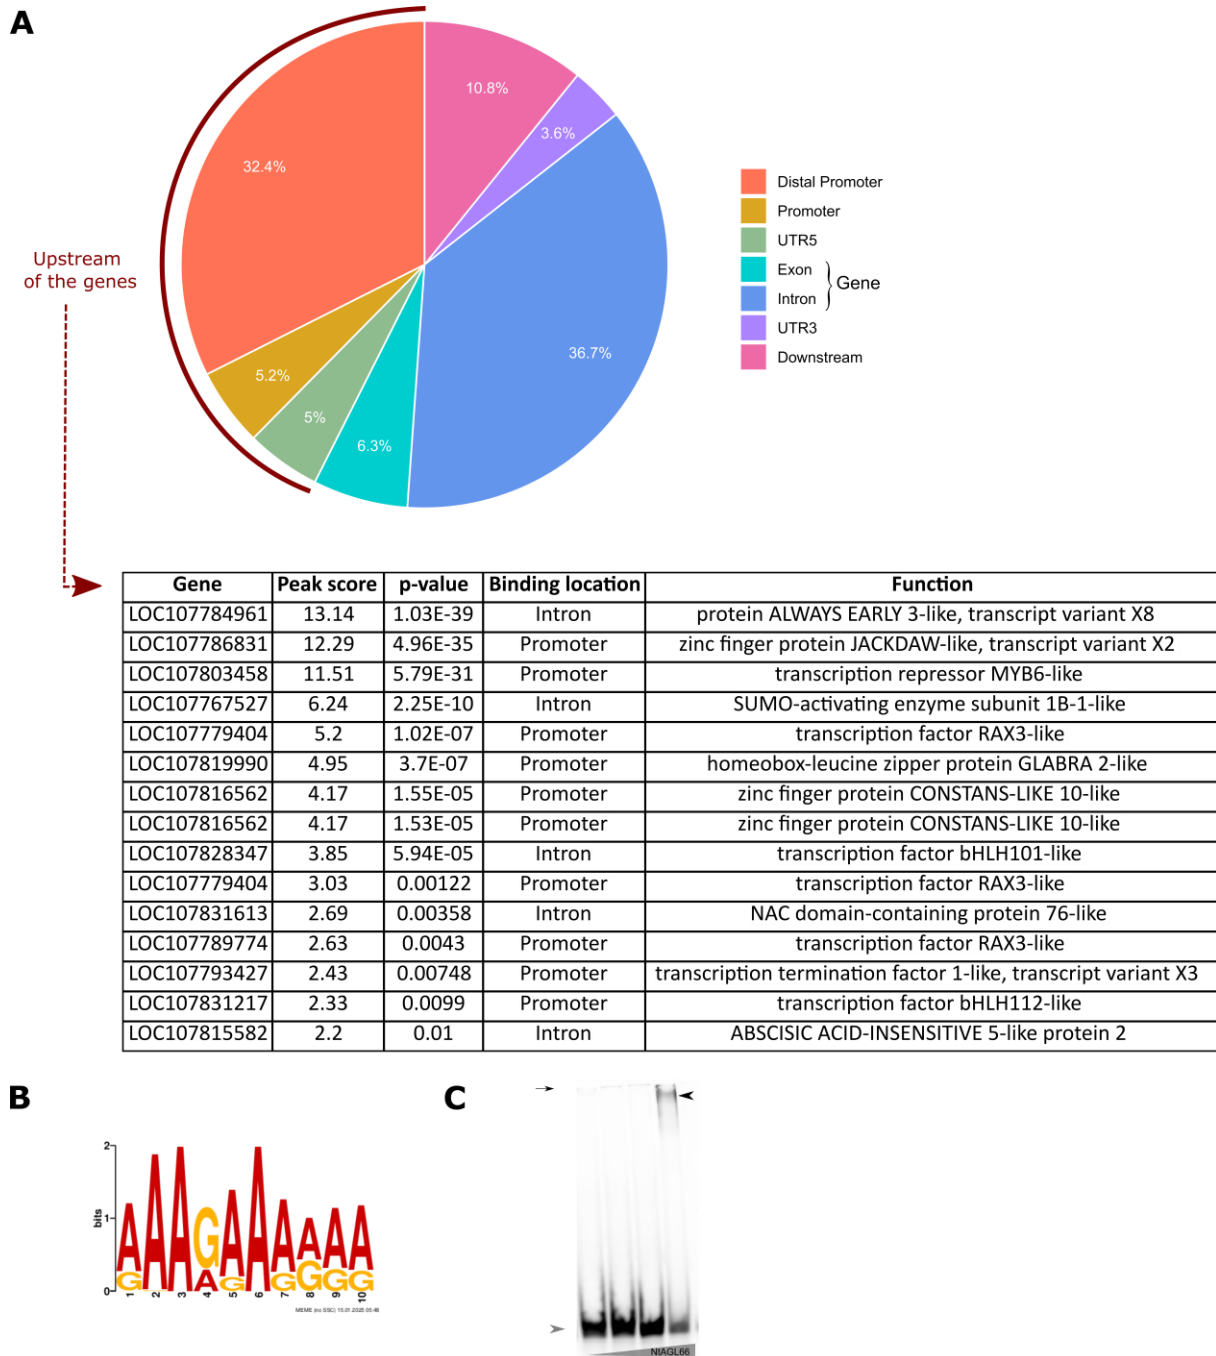 A
10.8%
3.6%
32.4%
36.7%
5.2%
5%
6.3%
Distal Promoter
Promoter
UTR5
Exon
Intron
Gene
UTR3
Downstream
Upstream
of the genes
Gene Peak score p-value Binding location Function
LOC107784961 13.14 1.03E-39 Intron protein ALWAYS EARLY 3-like, transcript variant X8
LOC107786831 12.29 4.96E-35 Promoter zinc finger protein JACKDAW-like, transcript variant X2
LOC107803458 11.51 5.79E-31 Promoter transcription repressor MYB6-like
LOC107767527 6.24 2.25E-10 Intron SUMO-activating enzyme subunit 1B-1-like
LOC107779404 5.2 1.02E-07 Promoter transcription factor RAX3-like
LOC107819990 4.95 3.7E-07 Promoter homeobox-leucine zipper protein GLABRA 2-like
LOC107816562 4.17 1.55E-05 Promoter zinc finger protein CONSTANS-LIKE 10-like
LOC107816562 4.17 1.53E-05 Promoter zinc finger protein CONSTANS-LIKE 10-like
LOC107828347 3.85 5.94E-05 Intron transcription factor bHLH101-like
LOC107779404 3.03 0.00122 Promoter transcription factor RAX3-like
LOC107831613 2.69 0.00358 Intron NAC domain-containing protein 76-like
LOC107789774 2.63 0.0043 Promoter transcription factor RAX3-like
LOC107793427 2.43 0.00748 Promoter transcription termination factor 1-like, transcript variant X3
LOC107831217 2.33 0.0099 Promoter transcription factor bHLH112-like
LOC107815582 2.2 0.01 Intron ABSCISIC ACID-INSENSITIVE 5-like protein 2
B
2
1
0
bits
A A A G A A A A A A
G A G G G G G
1 2 3 4 5 6 7 8 9 10
MEME (no SSC) 15.01.2025 05:48
C
NtAGL66